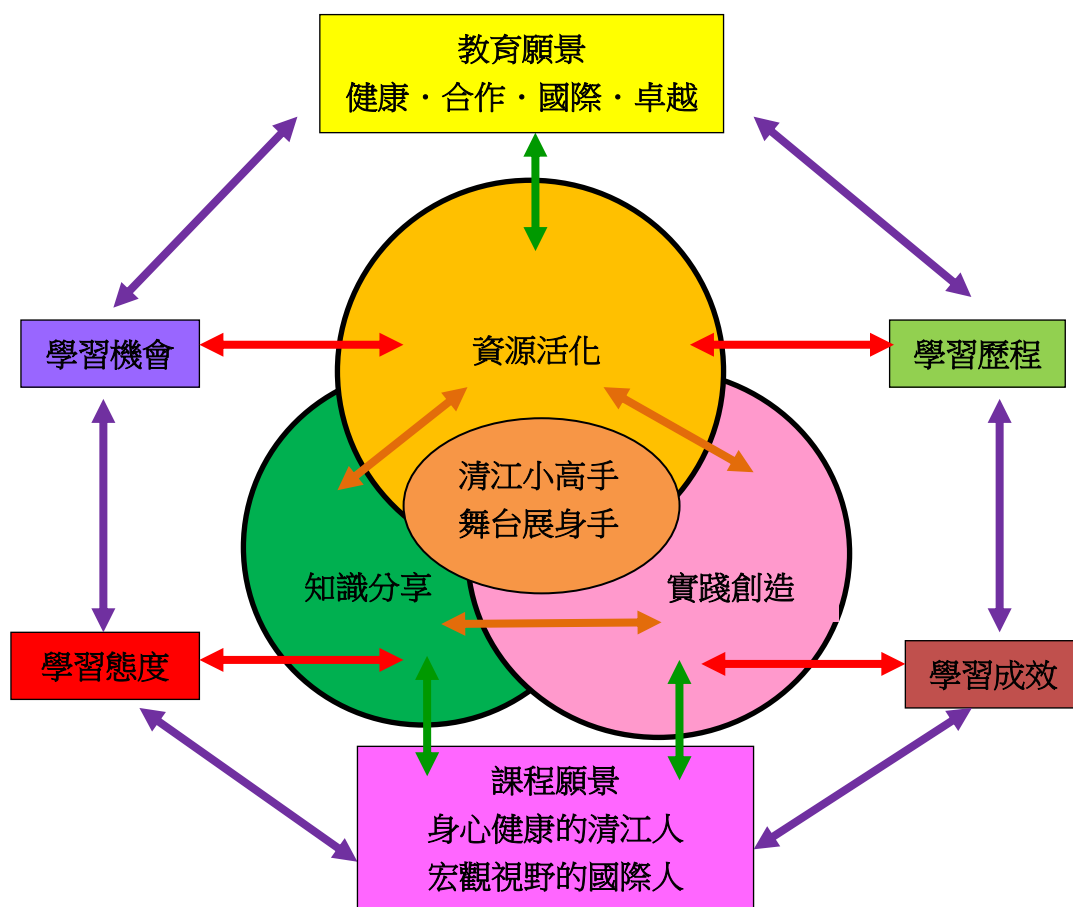 教育願景
健康．合作．國際．卓越
學習機會
資源活化
學習歷程
清江小高手
舞台展身手
知識分享
實踐創造
學習態度
學習成效
課程願景
身心健康的清江人
宏觀視野的國際人